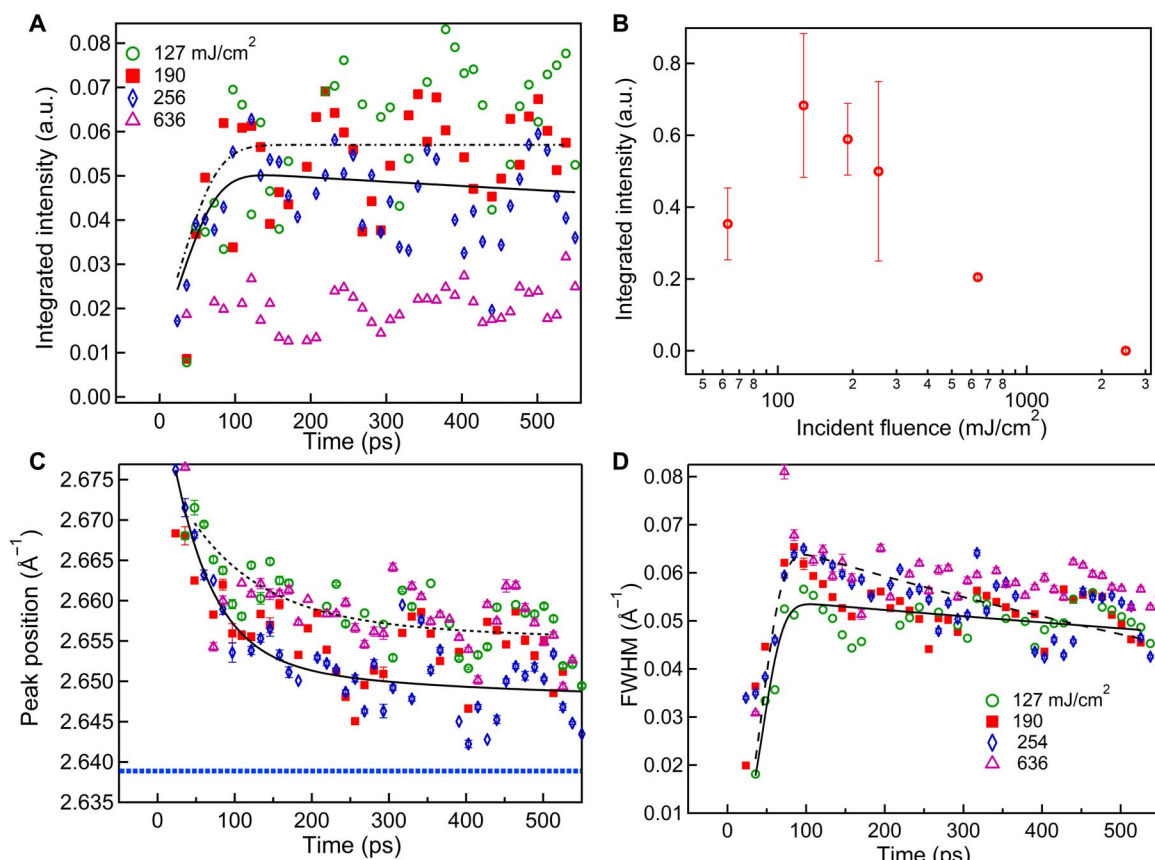 A
Integrated intensity (a.u.)
0.08
0.07
0.06
0.05
0.04
0.03
0.02
0.01
0.00
127 mJ/cm²
190
256
636
0 100 200 300 400 500
Time (ps)
B
Integrated intensity (a.u.)
0.8
0.6
0.4
0.2
0.0
5 6 7 8 2 3 4 5 6 7 8 2 3
100 1000
Incident fluence (mJ/cm²)
C
Peak position (Å⁻¹)
2.675
2.670
2.665
2.660
2.655
2.650
2.645
2.640
2.635
0 100 200 300 400 500
Time (ps)
D
FWHM (Å⁻¹)
0.08
0.07
0.06
0.05
0.04
0.03
0.02
0.01
127 mJ/cm²
190
254
636
0 100 200 300 400 500
Time (ps)